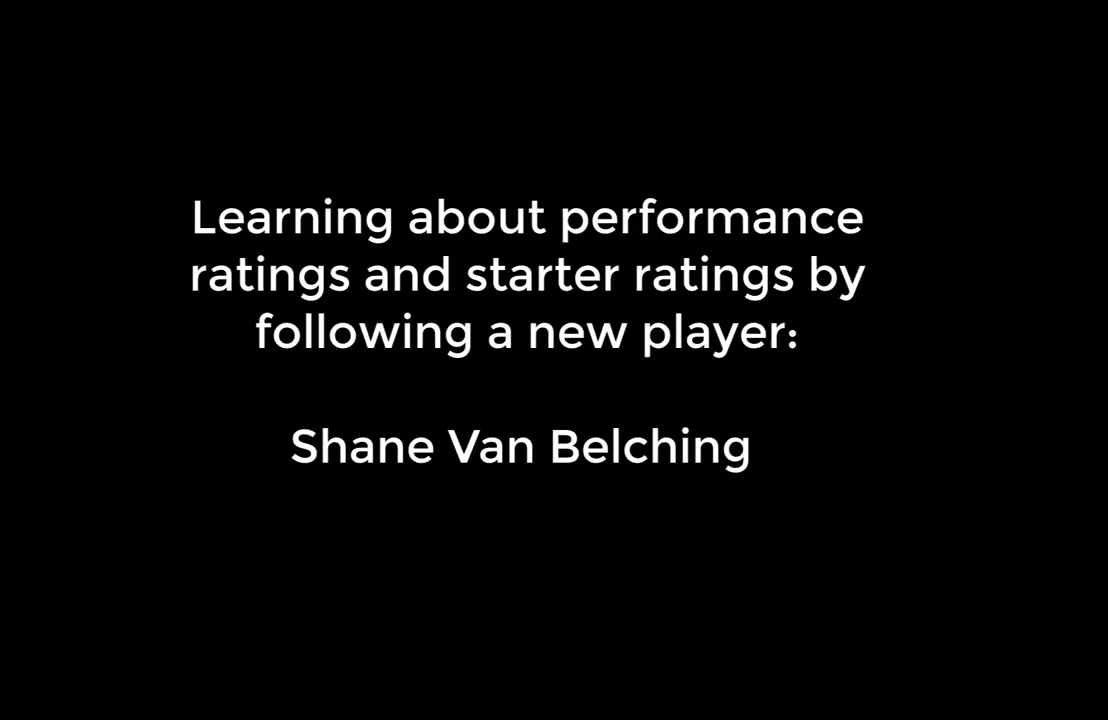 Learning about performance
ratings and starter ratings by
following a new player:
Shane Van Belching